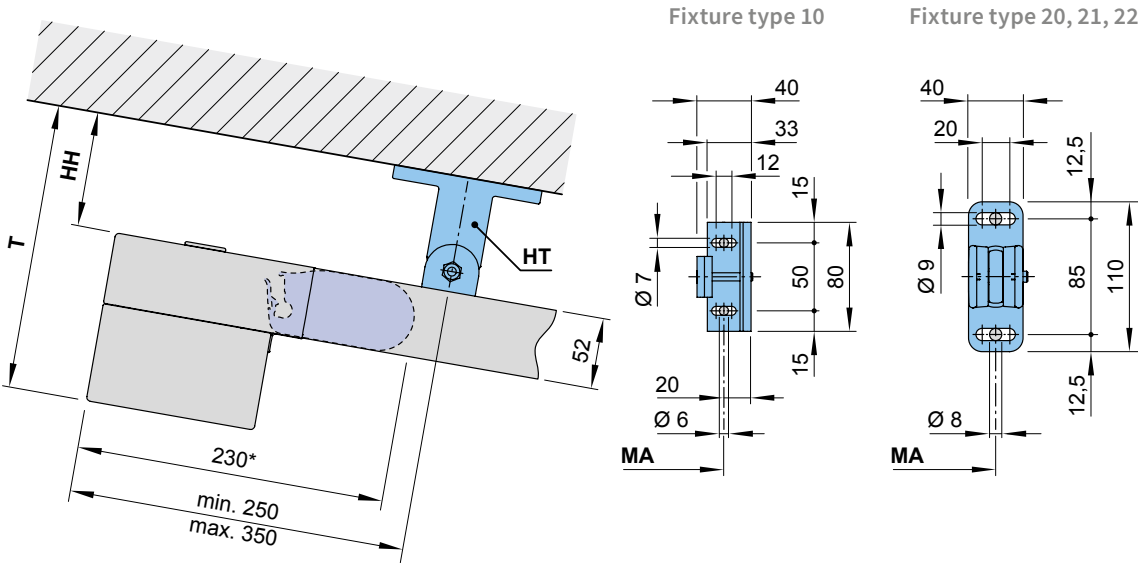 Fixture type 10
Fixture type 20, 21, 22
HH
T
HT
52
230*
min. 250
max. 350
40
33
12
15
Ø 7
50
80
15
20
Ø 6
MA
40
20
12,5
Ø 9
85
110
12,5
Ø 8
MA